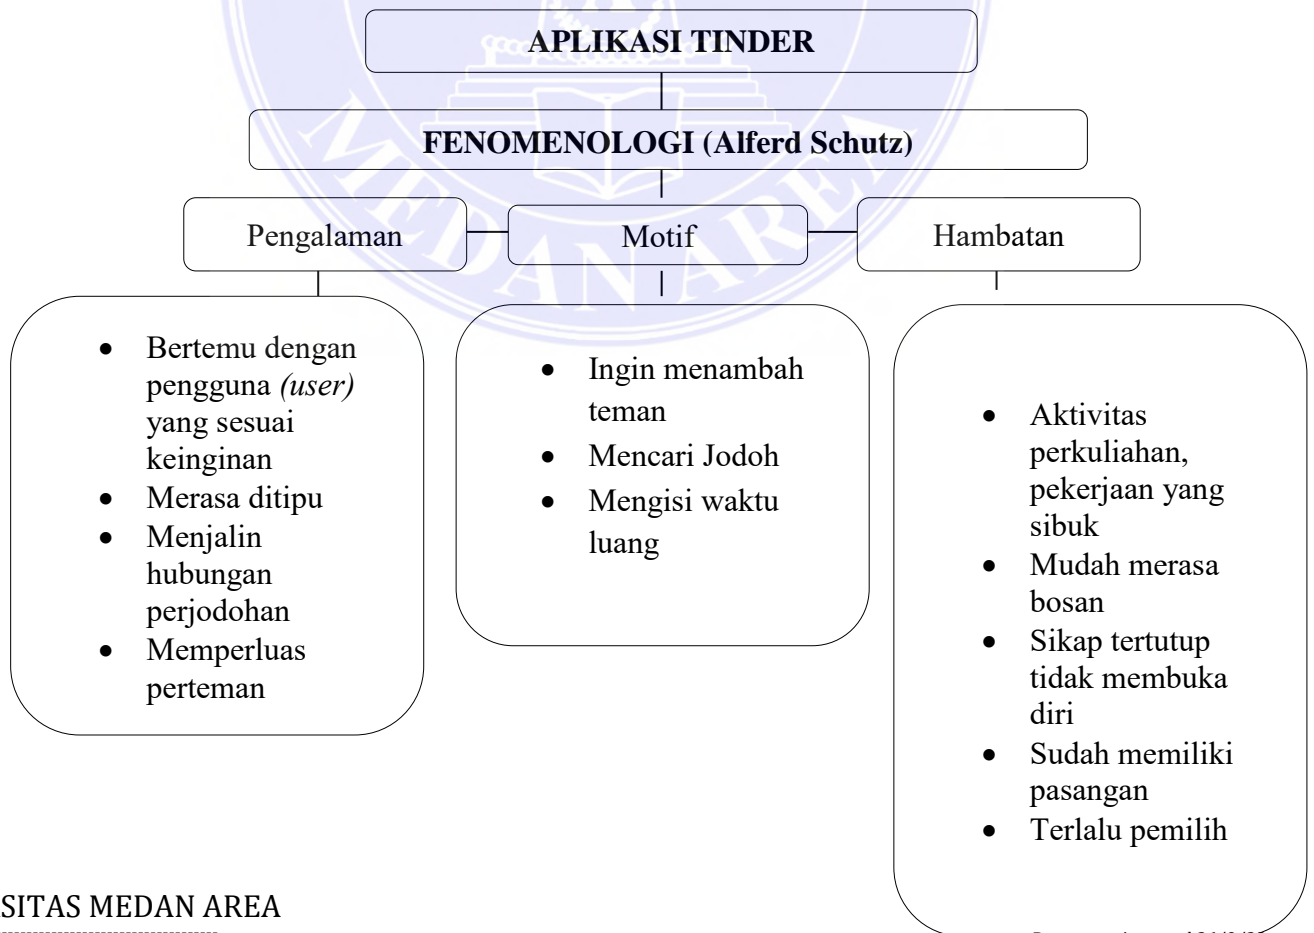 APLIKASI TINDER
FENOMENOLOGI (Alferd Schutz)
Pengalaman
Motif
Hambatan
• Bertemu dengan
pengguna (user)
yang sesuai
keinginan
• Merasa ditipu
• Menjalin
hubungan
perjodohan
• Memperluas
perteman
• Ingin menambah
teman
• Mencari Jodoh
• Mengisi waktu
luang
• Aktivitas
perkuliahan,
pekerjaan yang
sibuk
• Mudah merasa
bosan
• Sikap tertutup
tidak membuka
diri
• Sudah memiliki
pasangan
• Terlalu pemilih
MEDAN AREA
SITAS MEDAN AREA